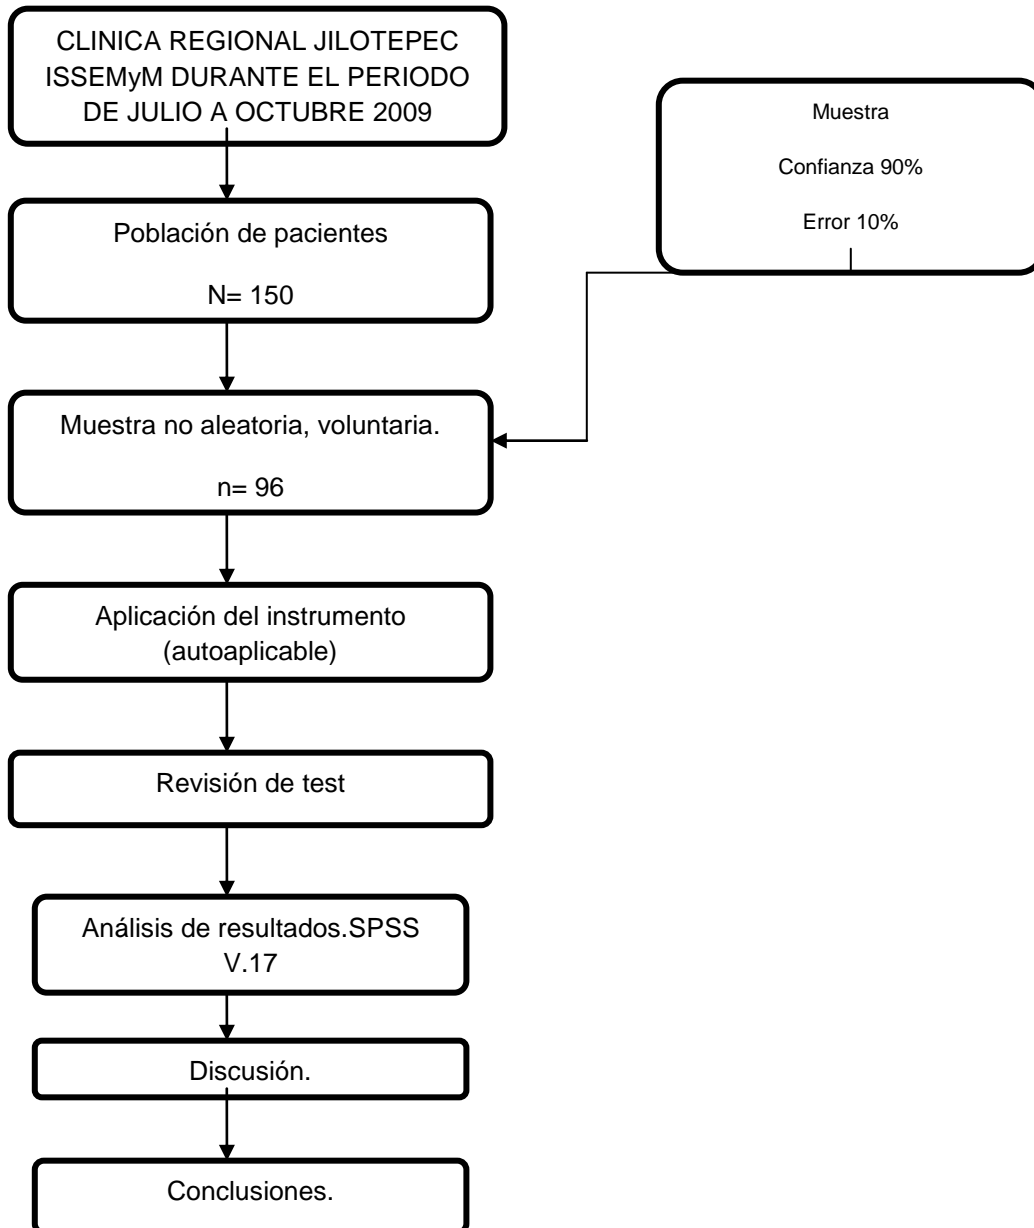 CLINICA REGIONAL JILOTEPEC
ISSEMyM DURANTE EL PERIODO
DE JULIO A OCTUBRE 2009
Muestra
Confianza 90%
Error 10%
Población de pacientes
N= 150
Muestra no aleatoria, voluntaria.
n= 96
Aplicación del instrumento
(autoaplicable)
Revisión de test
Análisis de resultados.SPSS
V.17
Discusión.
Conclusiones.